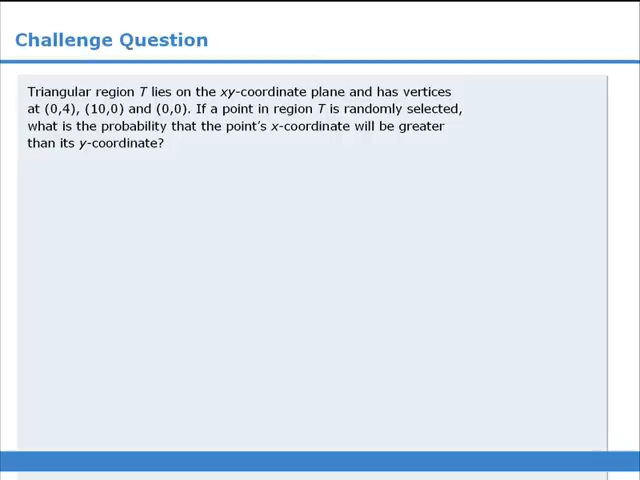 Challenge Question
Triangular region T lies on the xy-coordinate plane and has vertices
at (0,4), (10,0) and (0,0). If a point in region T is randomly selected,
what is the probability that the point's x-coordinate will be greater
than its y-coordinate?